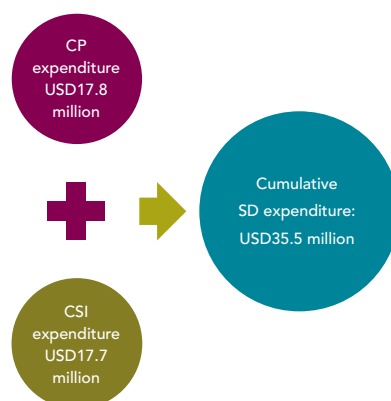 CP
expenditure
USD17.8
million
Cumulative
SD expenditure:
USD35.5 million
CSI
expenditure
USD17.7
million